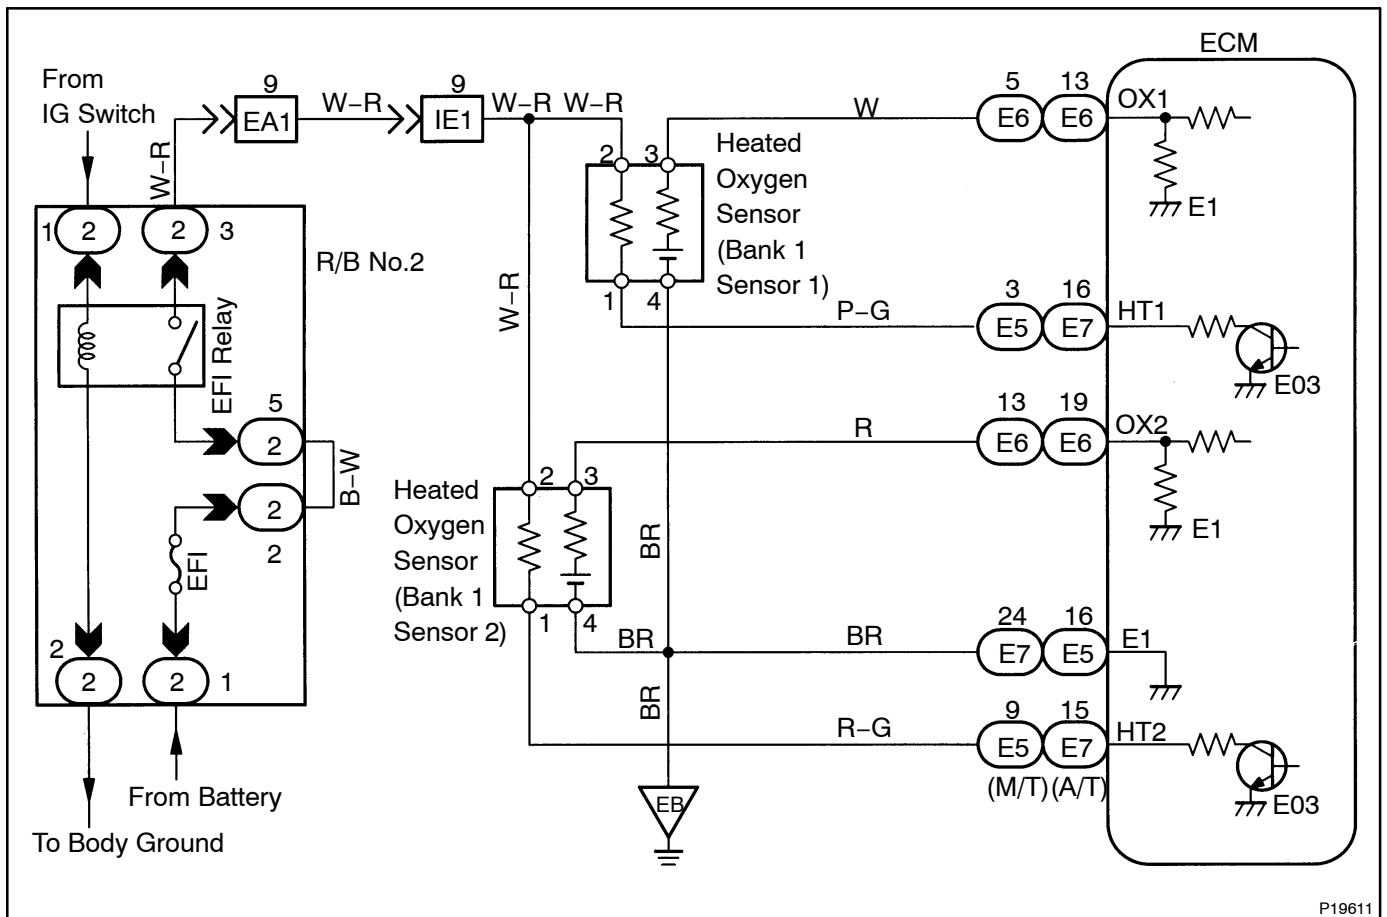 ECM
From
IG Switch
9
EA1
W–R
9
IE1
W–R W–R
W
5 13
E6 E6
OX1
E1
W–R
1 2
2 3
R/B No.2
EFI Relay
5
2
B–W
2
2
EFI
2
2
2 1
From Battery
To Body Ground
2 3
1 4
Heated
Oxygen
Sensor
(Bank 1
Sensor 1)
W–R
P–G
3 16
E5 E7
HT1
E03
R
13 19
E6 E6
OX2
E1
Heated
Oxygen
Sensor
(Bank 1
Sensor 2)
2 3
1 4
BR
BR
BR
24 16
E7 E5
E1
BR
R–G
9 15
E5 E7
(M/T) (A/T)
HT2
E03
EB
P19611